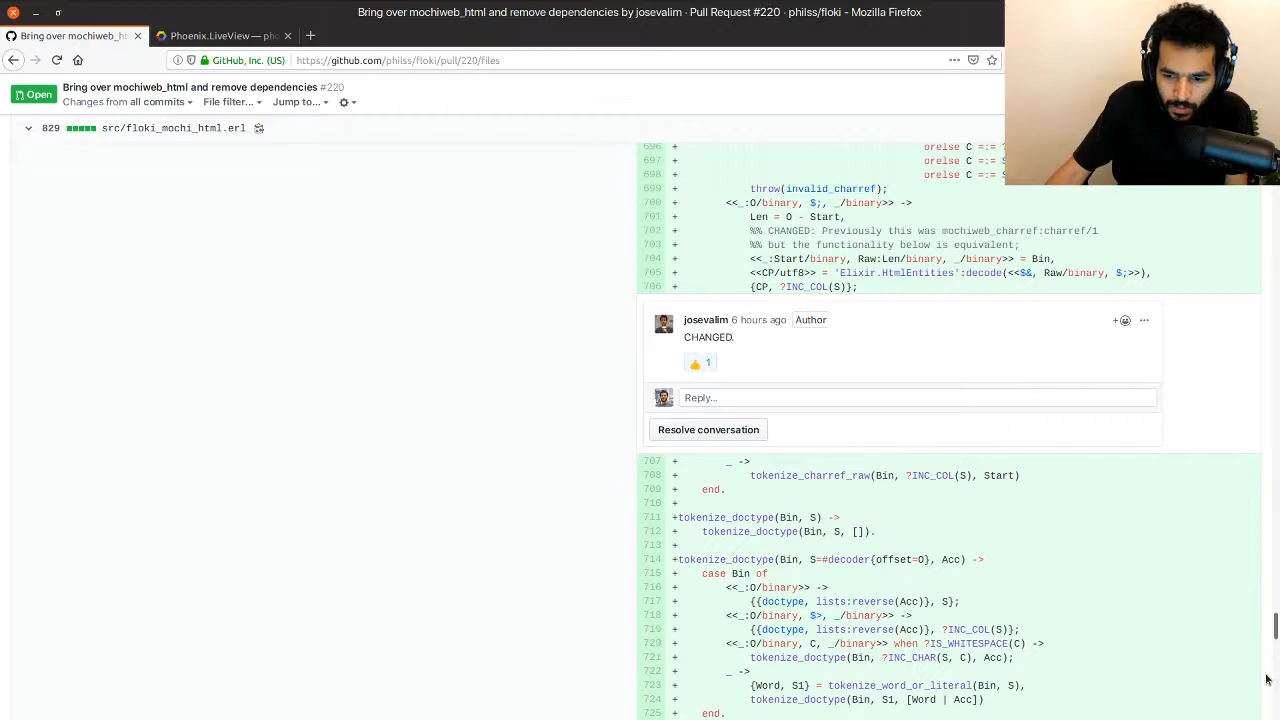 Bring over mochiweb_html and remove dependencies by josevalim · Pull Request #220 · philss/floki - Mozilla Firefox
Bring over mochiweb_ht
Phoenix.LiveView — pho
GitHub, Inc. (US)
https://github.com/philss/floki/pull/220/files
Open
Bring over mochiweb_html and remove dependencies #220
Changes from all commits
File filter...
Jump to...
829
src/floki_mochi_html.erl
696 + orelse C =:=
697 + orelse C =:=
698 + orelse C =:=
699 + throw(invalid_charref);
700 + <<_:O/binary, $;, _/binary>> ->
701 + Len = O - Start,
702 + %% CHANGED: Previously this was mochiweb_charref:charref/1
703 + %% but the functionality below is equivalent;
704 + <<_:Start/binary, Raw:Len/binary, _/binary>> = Bin,
705 + <<CP/utf8>> = 'Elixir.HtmlEntities':decode(<<$&, Raw/binary, $;>>),
706 + {CP, ?INC_COL(S)};
josevalim 6 hours ago Author
CHANGED.
👍 1
Reply...
Resolve conversation
707 + _ ->
708 + tokenize_charref_raw(Bin, ?INC_COL(S), Start)
709 + end.
710 +
711 +tokenize_doctype(Bin, S) ->
712 + tokenize_doctype(Bin, S, []).
713 +
714 +tokenize_doctype(Bin, S=#decoder{offset=O}, Acc) ->
715 + case Bin of
716 + <<_:O/binary>> ->
717 + {{doctype, lists:reverse(Acc)}, S};
718 + <<_:O/binary, $>, _/binary>> ->
719 + {{doctype, lists:reverse(Acc)}, ?INC_COL(S)};
720 + <<_:O/binary, C, _/binary>> when ?IS_WHITESPACE(C) ->
721 + tokenize_doctype(Bin, ?INC_CHAR(S, C), Acc);
722 + _ ->
723 + {Word, S1} = tokenize_word_or_literal(Bin, S),
724 + tokenize_doctype(Bin, S1, [Word | Acc])
725 + end.